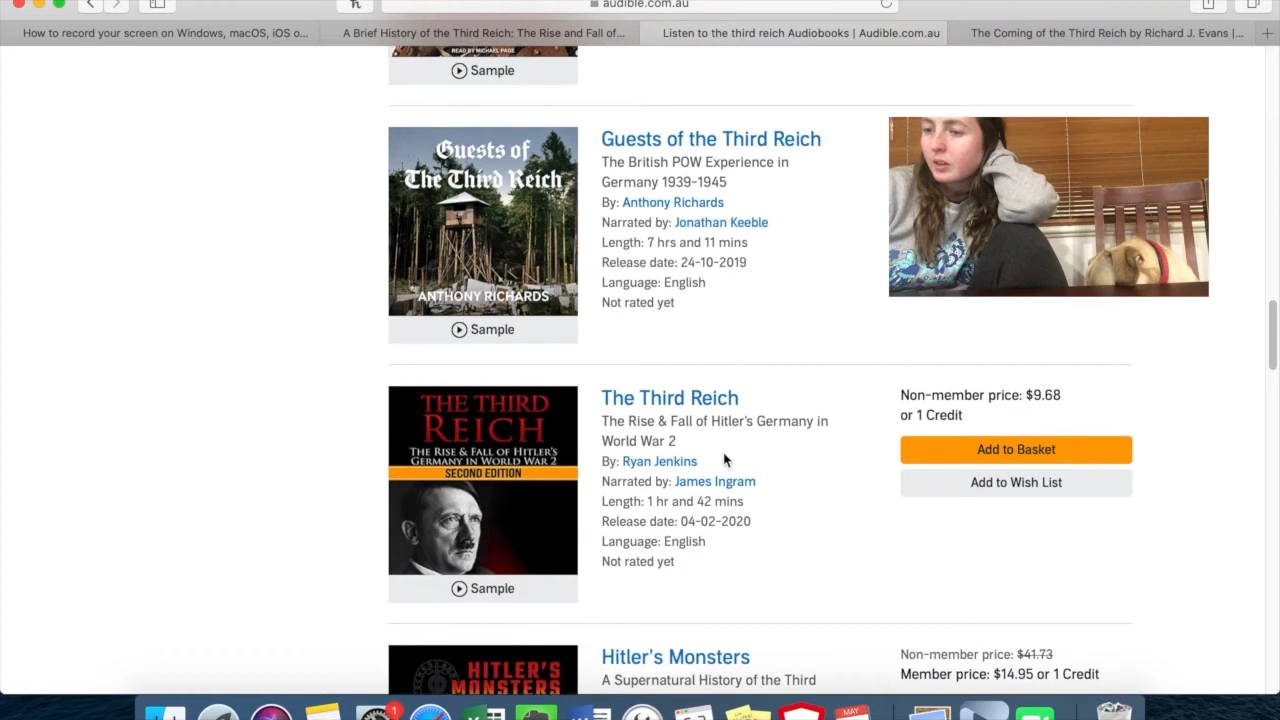 audible.com.au
How to record your screen on Windows, macOS, iOS o...
A Brief History of the Third Reich: The Rise and Fall of...
Listen to the third reich Audiobooks | Audible.com.au
The Coming of the Third Reich by Richard J. Evans |...
READ BY MICHAEL PAGE
Sample
Guests of
The Third Reich
ANTHONY RICHARDS
Sample
Guests of the Third Reich
The British POW Experience in
Germany 1939-1945
By: Anthony Richards
Narrated by: Jonathan Keeble
Length: 7 hrs and 11 mins
Release date: 24-10-2019
Language: English
Not rated yet
THE THIRD
REICH
THE RISE & FALL OF HITLER'S
GERMANY IN WORLD WAR 2
SECOND EDITION
Sample
The Third Reich
The Rise & Fall of Hitler's Germany in
World War 2
By: Ryan Jenkins
Narrated by: James Ingram
Length: 1 hr and 42 mins
Release date: 04-02-2020
Language: English
Not rated yet
Non-member price: $9.68
or 1 Credit
Add to Basket
Add to Wish List
HITLER'S
MONSTERS
Hitler's Monsters
A Supernatural History of the Third
Non-member price: $41.73
Member price: $14.95 or 1 Credit
1
MAY